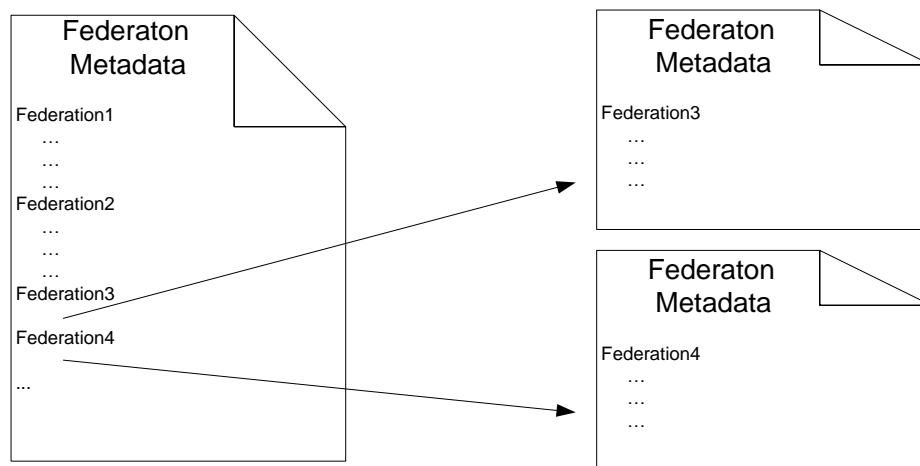 Federaton
Metadata
Federation1
…
…
…
Federation2
…
…
…
Federation3
Federation4
...
Federaton
Metadata
Federation3
…
…
…
Federaton
Metadata
Federation4
…
…
…